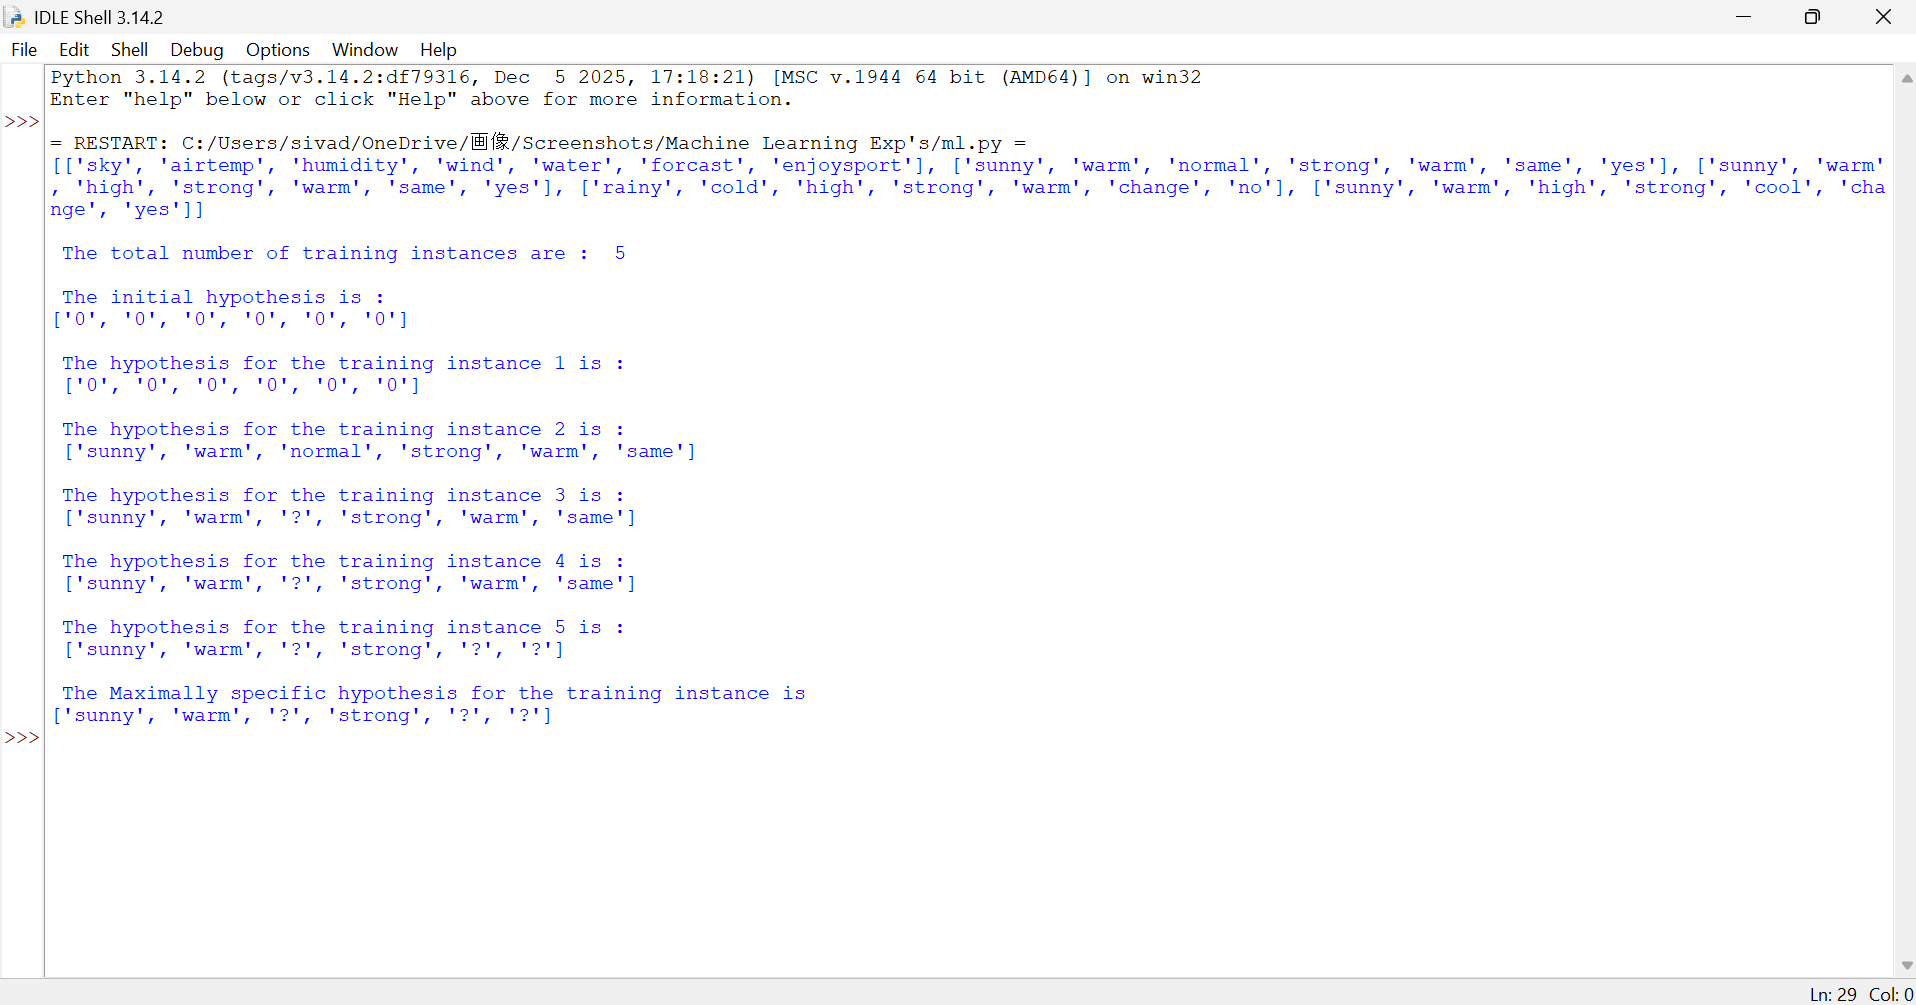 IDLE Shell 3.14.2
File Edit Shell Debug Options Window Help
Python 3.14.2 (tags/v3.14.2:df79316, Dec  5 2025, 17:18:21) [MSC v.1944 64 bit (AMD64)] on win32
Enter "help" below or click "Help" above for more information.
>>>
= RESTART: C:/Users/sivad/OneDrive/画像/Screenshots/Machine Learning Exp's/ml.py =
[['sky', 'airtemp', 'humidity', 'wind', 'water', 'forcast', 'enjoysport'], ['sunny', 'warm', 'normal', 'strong', 'warm', 'same', 'yes'], ['sunny', 'warm'
, 'high', 'strong', 'warm', 'same', 'yes'], ['rainy', 'cold', 'high', 'strong', 'warm', 'change', 'no'], ['sunny', 'warm', 'high', 'strong', 'cool', 'cha
nge', 'yes']]
The total number of training instances are :  5
The initial hypothesis is :
['0', '0', '0', '0', '0', '0']
The hypothesis for the training instance 1 is :
['0', '0', '0', '0', '0', '0']
The hypothesis for the training instance 2 is :
['sunny', 'warm', 'normal', 'strong', 'warm', 'same']
The hypothesis for the training instance 3 is :
['sunny', 'warm', '?', 'strong', 'warm', 'same']
The hypothesis for the training instance 4 is :
['sunny', 'warm', '?', 'strong', 'warm', 'same']
The hypothesis for the training instance 5 is :
['sunny', 'warm', '?', 'strong', '?', '?']
The Maximally specific hypothesis for the training instance is
['sunny', 'warm', '?', 'strong', '?', '?']
>>>
Ln: 29 Col: 0